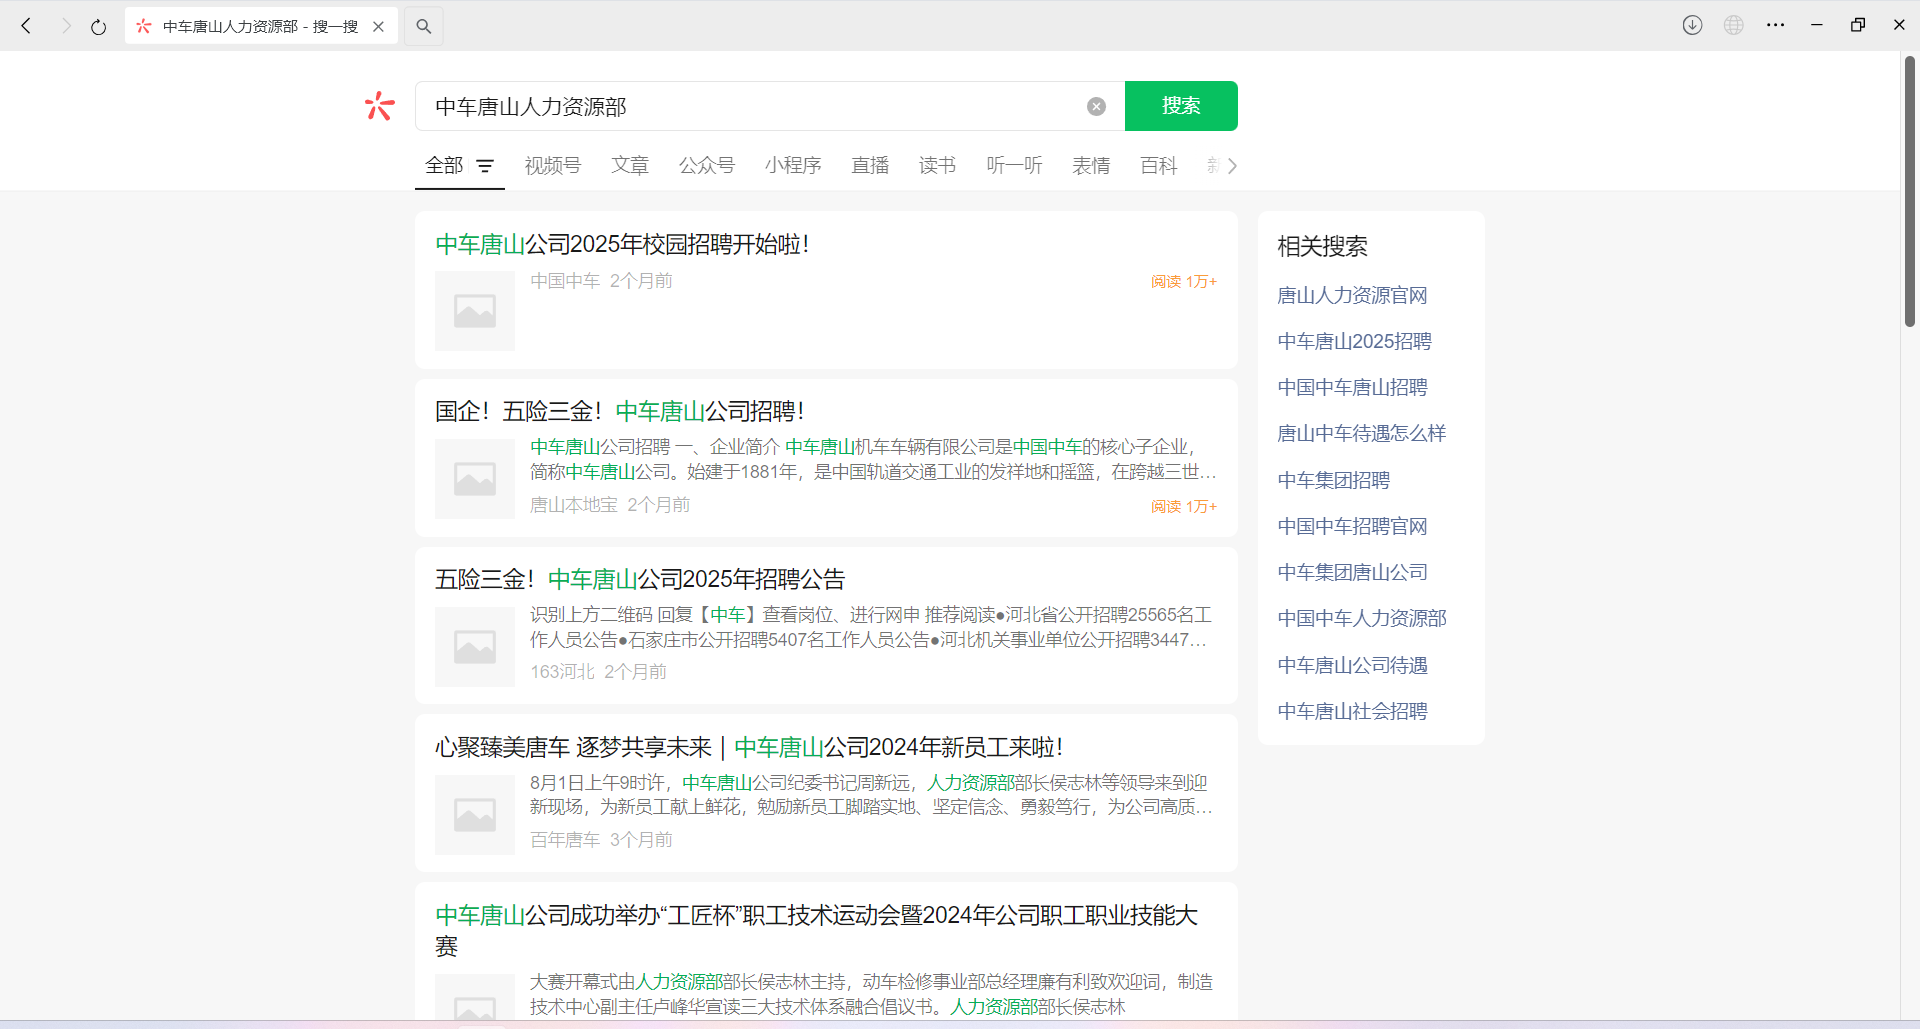 中车唐山人力资源部 - 搜一搜
中车唐山人力资源部
搜索
全部 视频号 文章 公众号 小程序 直播 读书 听一听 表情 百科
中车唐山公司2025年校园招聘开始啦！
中国中车 2个月前
阅读 1万+
国企！五险三金！中车唐山公司招聘！
中车唐山公司招聘 一、企业简介 中车唐山机车车辆有限公司是中国中车的核心子企业，
简称中车唐山公司。始建于1881年，是中国轨道交通工业的发祥地和摇篮，在跨越三世…
唐山本地宝 2个月前
阅读 1万+
五险三金！中车唐山公司2025年招聘公告
识别上方二维码 回复【中车】查看岗位、进行网申 推荐阅读●河北省公开招聘25565名工
作人员公告●石家庄市公开招聘5407名工作人员公告●河北机关事业单位公开招聘3447…
163河北 2个月前
心聚臻美唐车 逐梦共享未来 | 中车唐山公司2024年新员工来啦！
8月1日上午9时许，中车唐山公司纪委书记周新远，人力资源部部长侯志林等领导来到迎
新现场，为新员工献上鲜花，勉励新员工脚踏实地、坚定信念、勇毅笃行，为公司高质…
百年唐车 3个月前
中车唐山公司成功举办“工匠杯”职工技术运动会暨2024年公司职工职业技能大
赛
大赛开幕式由人力资源部部长侯志林主持，动车检修事业部总经理廉有利致欢迎词，制造
技术中心副主任卢峰华宣读三大技术体系融合倡议书。人力资源部部长侯志林
相关搜索
唐山人力资源官网
中车唐山2025招聘
中国中车唐山招聘
唐山中车待遇怎么样
中车集团招聘
中国中车招聘官网
中车集团唐山公司
中国中车人力资源部
中车唐山公司待遇
中车唐山社会招聘